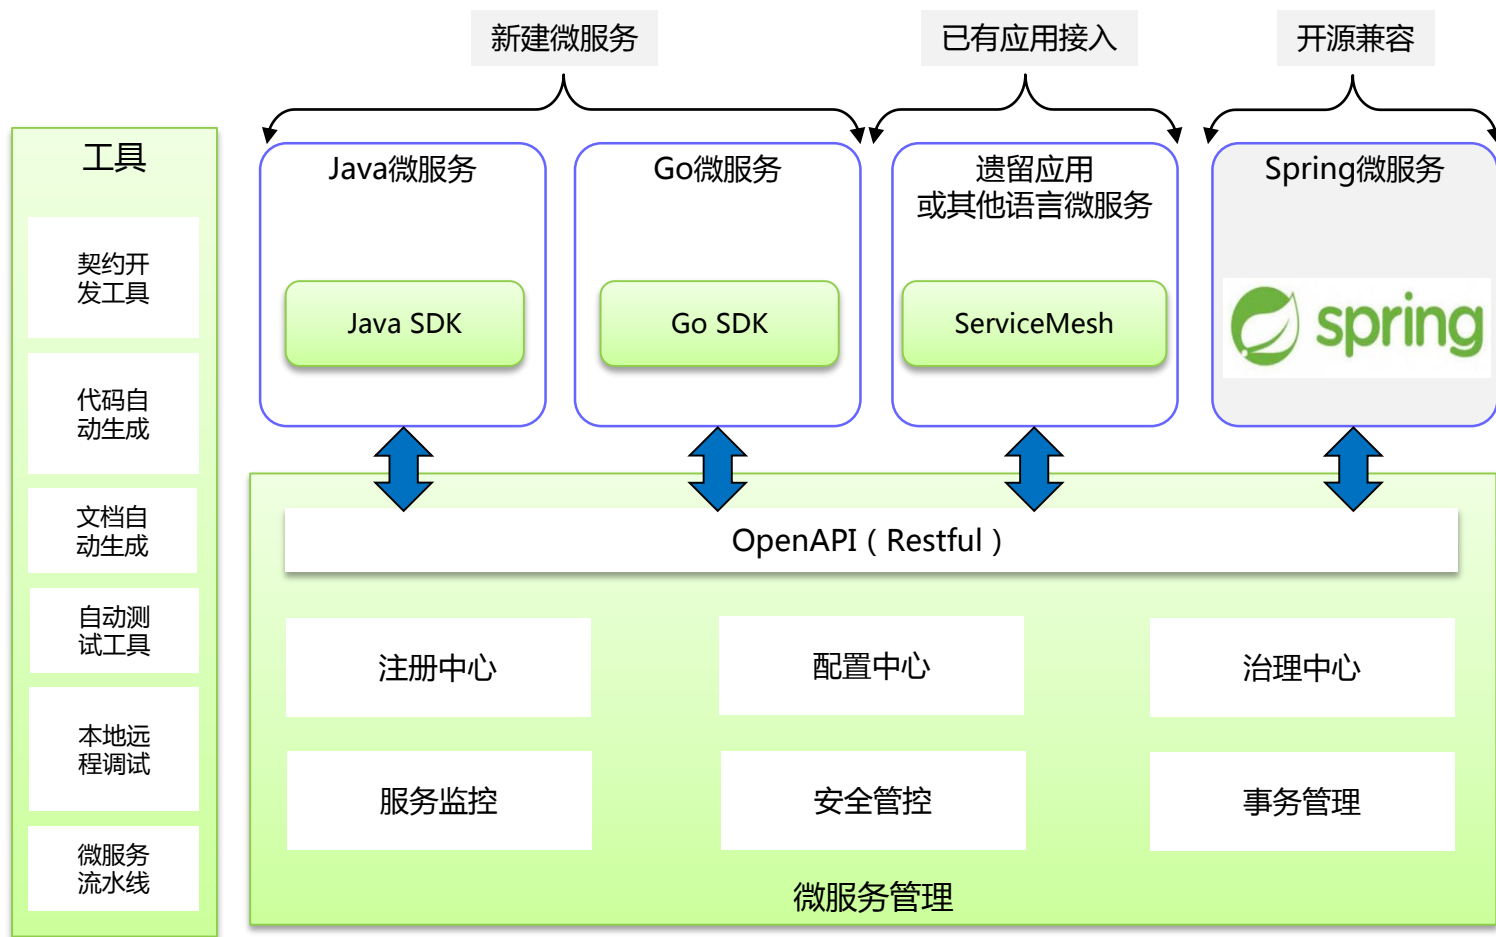 新建微服务
已有应用接入
开源兼容
工具
契约开
发工具
代码自
动生成
文档自
动生成
自动测
试工具
本地远
程调试
微服务
流水线
Java微服务
Java SDK
Go微服务
Go SDK
遗留应用
或其他语言微服务
ServiceMesh
Spring微服务
spring
OpenAPI（Restful）
注册中心
配置中心
治理中心
服务监控
安全管控
事务管理
微服务管理